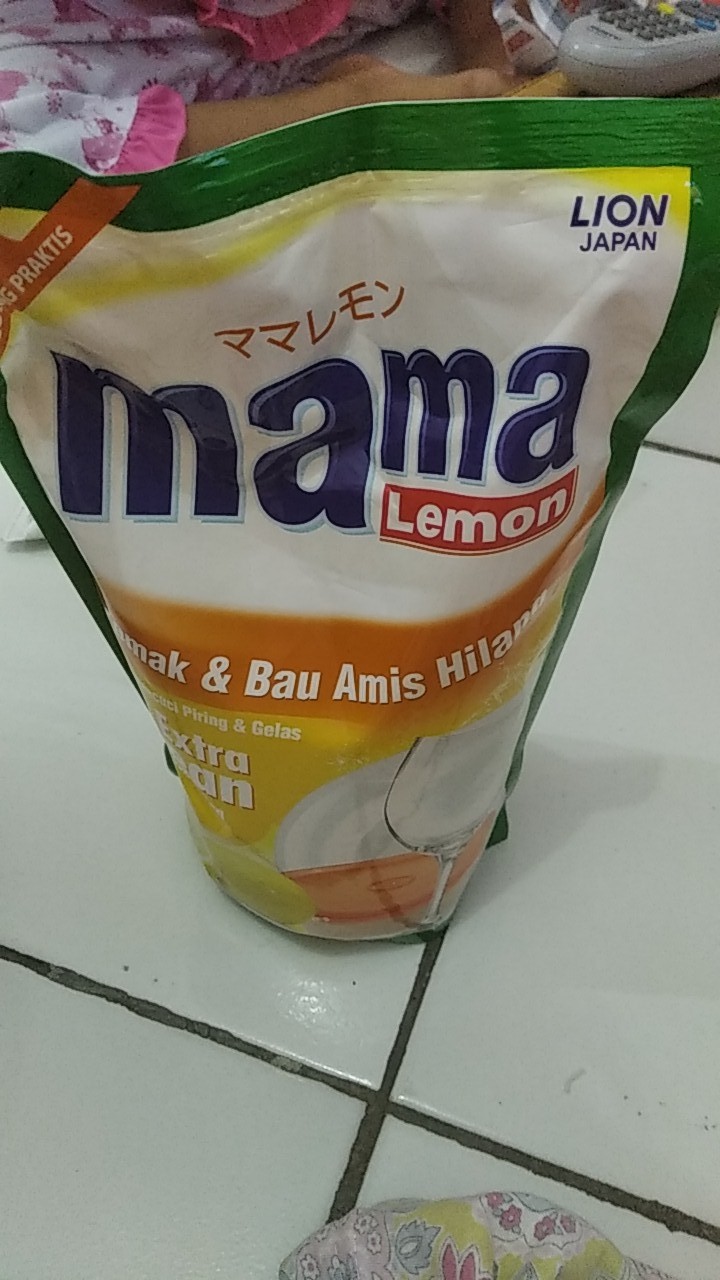 LION
JAPAN
PRAKTIS
ママレモン
mama
Lemon
& Bau Amis Hilang
Piring & Gelas
Extra